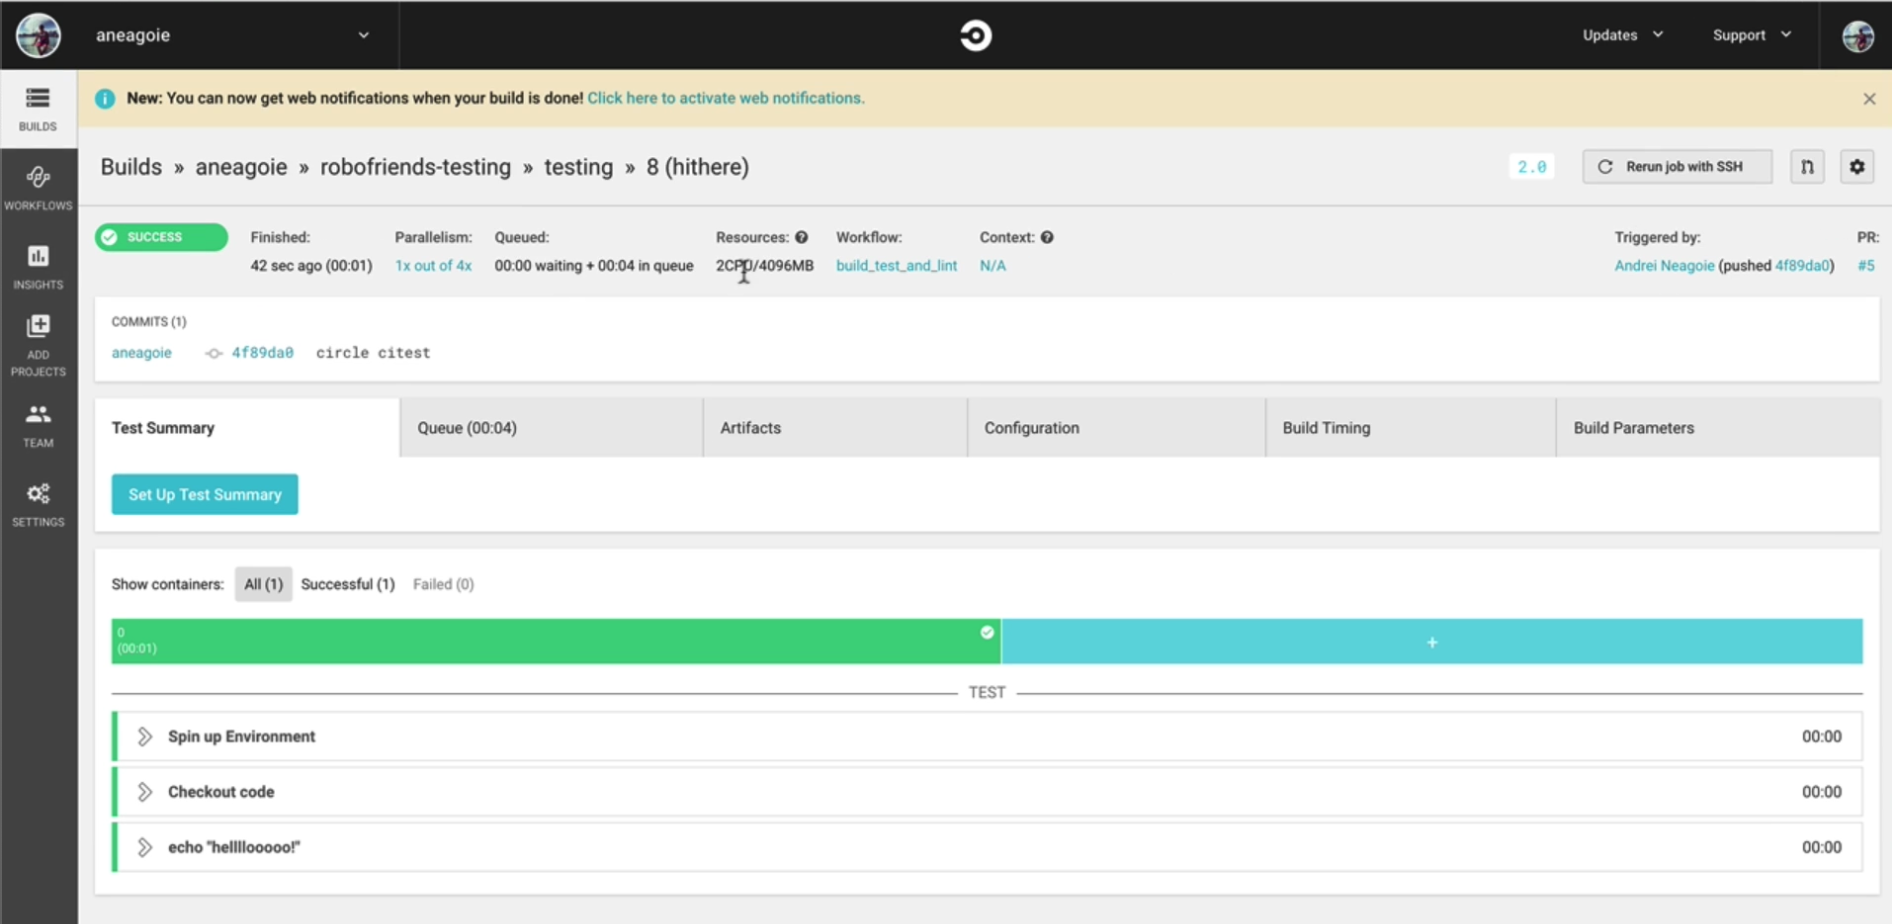 aneagoie
Updates
Support
BUILDS
New: You can now get web notifications when your build is done! Click here to activate web notifications.
WORKFLOWS
Builds » aneagoie » robofriends-testing » testing » 8 (hithere)
2.0
Rerun job with SSH
INSIGHTS
SUCCESS
Finished:
42 sec ago (00:01)
Parallelism:
1x out of 4x
Queued:
00:00 waiting + 00:04 in queue
Resources:
2CPU/4096MB
Workflow:
build_test_and_lint
Context:
N/A
Triggered by:
Andrei Neagoie (pushed 4f89da0)
PR:
#5
ADD
PROJECTS
COMMITS (1)
aneagoie 4f89da0 circle citest
TEAM
SETTINGS
Test Summary
Queue (00:04)
Artifacts
Configuration
Build Timing
Build Parameters
Set Up Test Summary
Show containers: All (1) Successful (1) Failed (0)
0
(00:01)
+
TEST
Spin up Environment 00:00
Checkout code 00:00
echo "hellllooooo!" 00:00